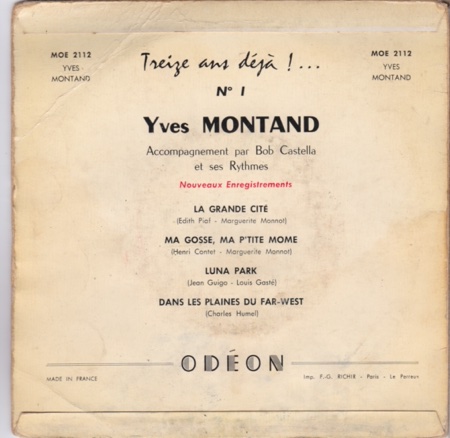 MOE 2112
YVES
MONTAND
Treize ans déjà !...
N° 1
MOE 2112
YVES
MONTAND
Yves MONTAND
Accompagnement par Bob Castella
et ses Rythmes
Nouveaux Enregistrements
LA GRANDE CITÉ
(Edith Piaf - Marguerite Monnot)
MA GOSSE, MA P'TITE MOME
(Henri Contet - Marguerite Monnot)
LUNA PARK
(Jean Guigo - Louis Gasté)
DANS LES PLAINES DU FAR-WEST
(Charles Humel)
ODÉON
MADE IN FRANCE
Imp. P.-G. RICHIR - Paris - Le Perreux